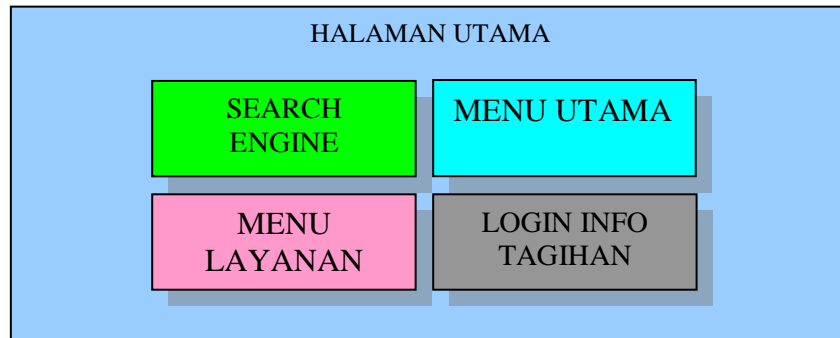 HALAMAN UTAMA
SEARCH
ENGINE
MENU UTAMA
MENU
LAYANAN
LOGIN INFO
TAGIHAN